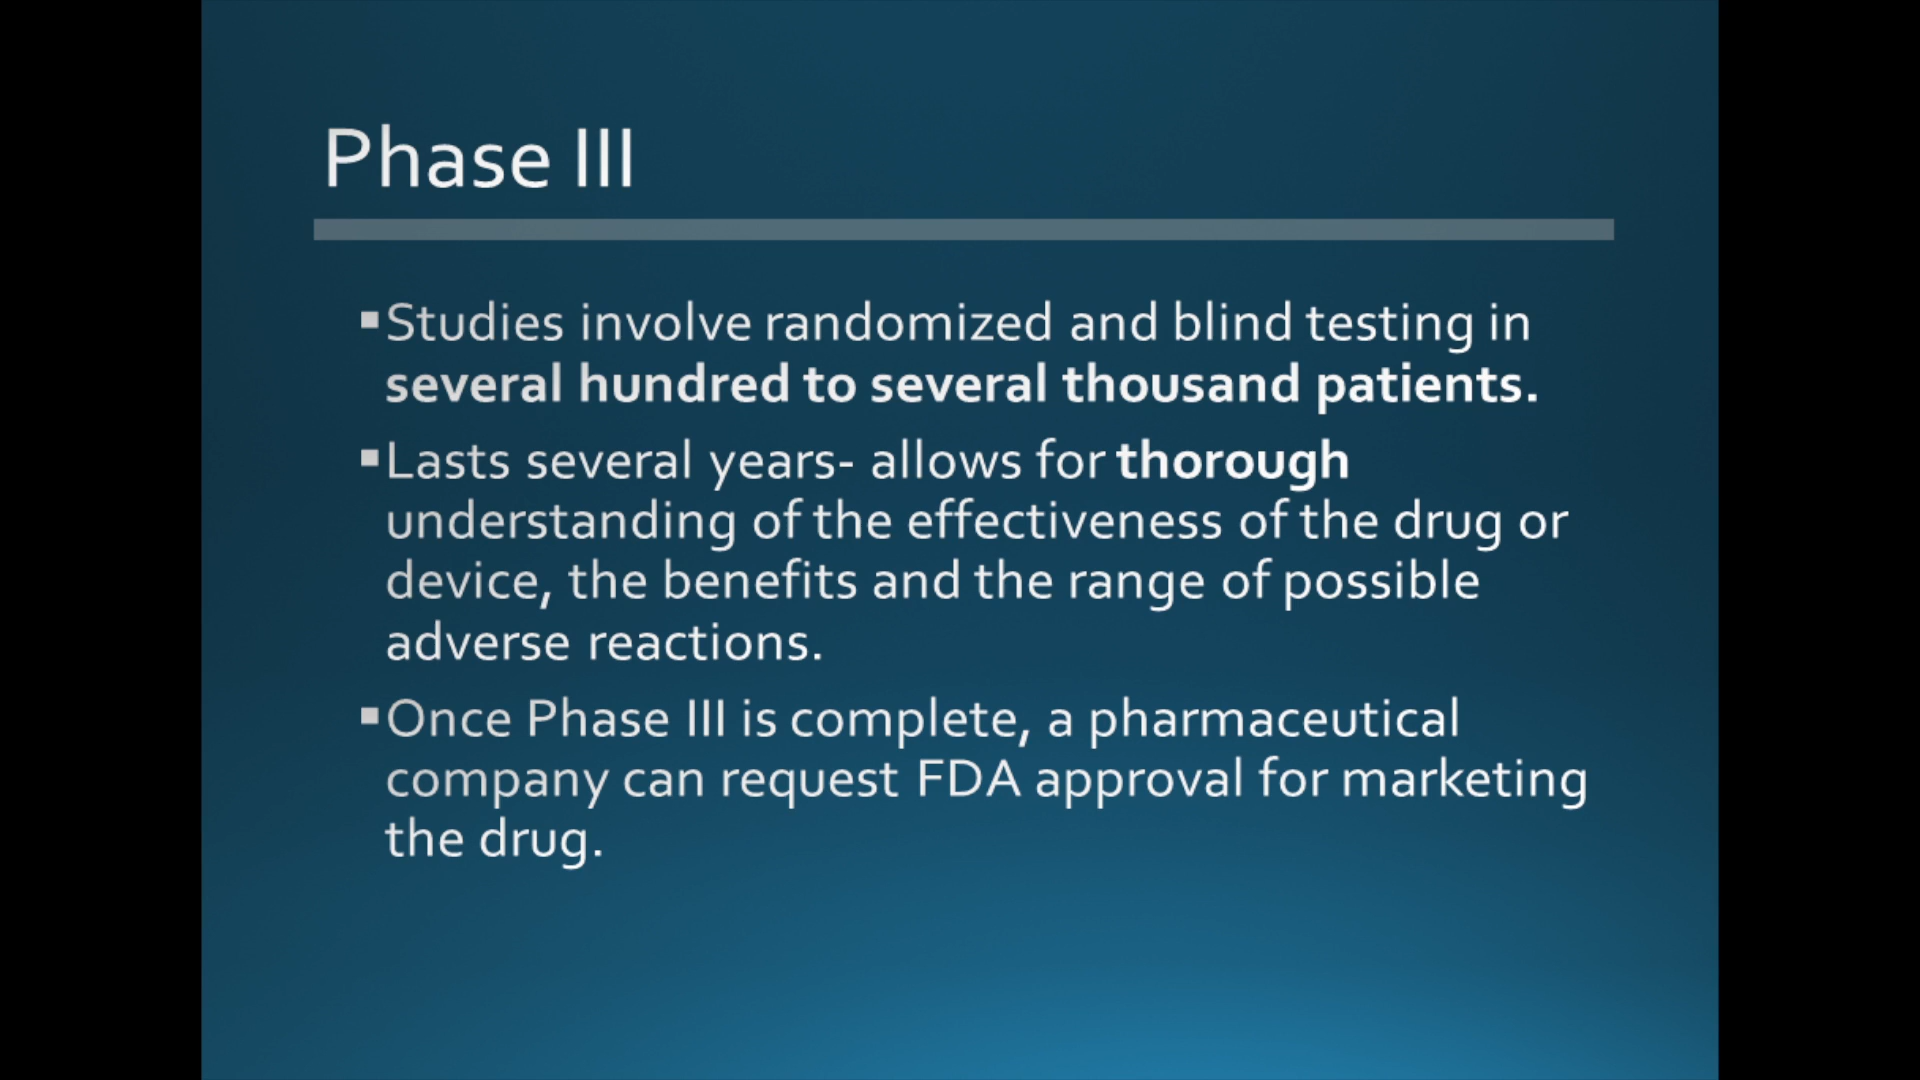 Phase III
▪Studies involve randomized and blind testing in
several hundred to several thousand patients.
▪Lasts several years- allows for thorough
understanding of the effectiveness of the drug or
device, the benefits and the range of possible
adverse reactions.
▪Once Phase III is complete, a pharmaceutical
company can request FDA approval for marketing
the drug.